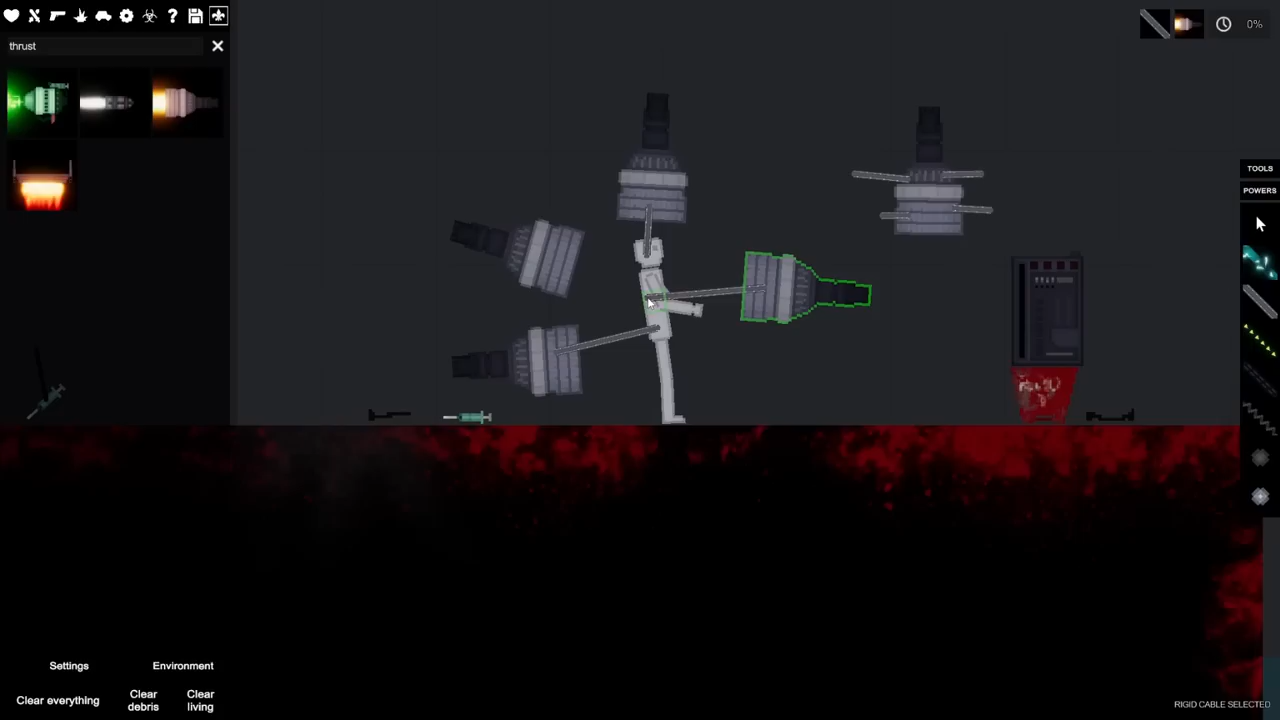 thrust
0%
TOOLS
POWERS
Settings
Environment
Clear everything
Clear
debris
Clear
living
RIGID CABLE SELECTED